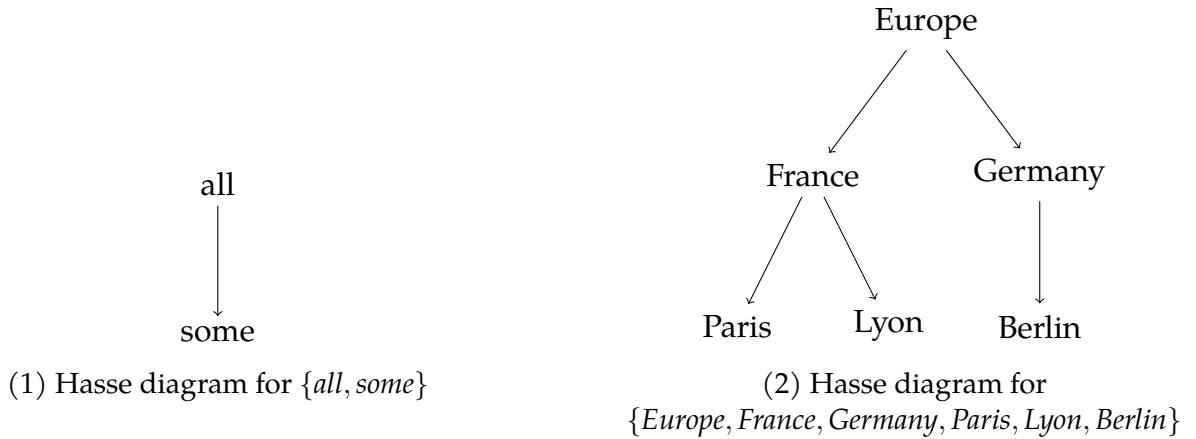 all
some
(1) Hasse diagram for {all, some}
Europe
France
Germany
Paris
Lyon
Berlin
(2) Hasse diagram for
{Europe, France, Germany, Paris, Lyon, Berlin}